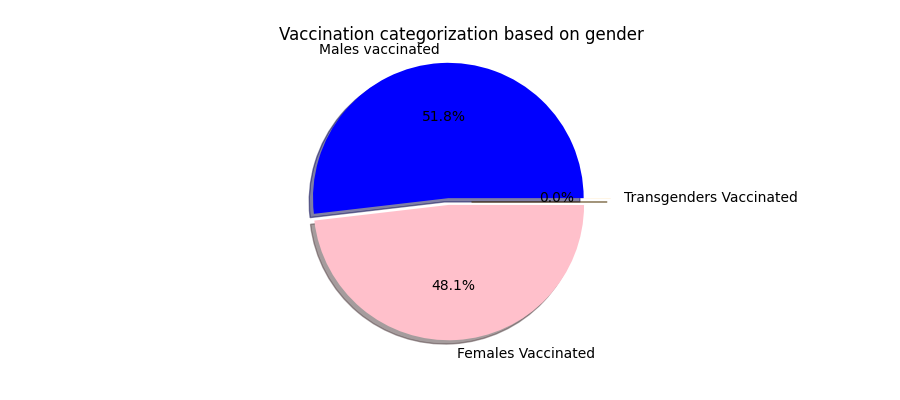 Vaccination categorization based on gender
Males vaccinated
51.8%
0.0%
Transgenders Vaccinated
48.1%
Females Vaccinated